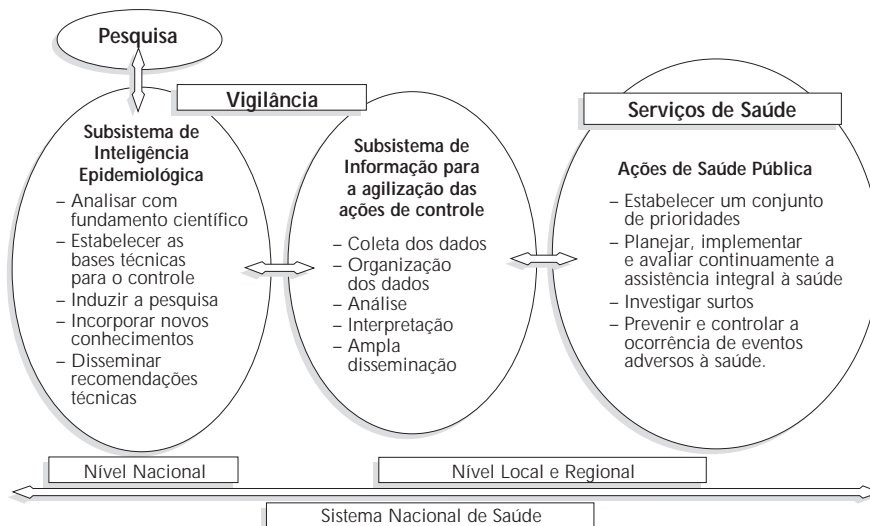 Pesquisa
Vigilância
Subsistema de
Inteligência
Epidemiológica
– Analisar com
fundamento científico
– Estabelecer as
bases técnicas
para o controle
– Induzir a pesquisa
– Incorporar novos
conhecimentos
– Disseminar
recomendações
técnicas
Subsistema de
Informação para
a agilização das
ações de controle
– Coleta dos dados
– Organização
dos dados
– Análise
– Interpretação
– Ampla
disseminação
Serviços de Saúde
Ações de Saúde Pública
– Estabelecer um conjunto
de prioridades
– Planejar, implementar
e avaliar continuamente a
assistência integral à saúde
– Investigar surtos
– Prevenir e controlar a
ocorrência de eventos
adversos à saúde.
Nível Nacional
Nível Local e Regional
Sistema Nacional de Saúde